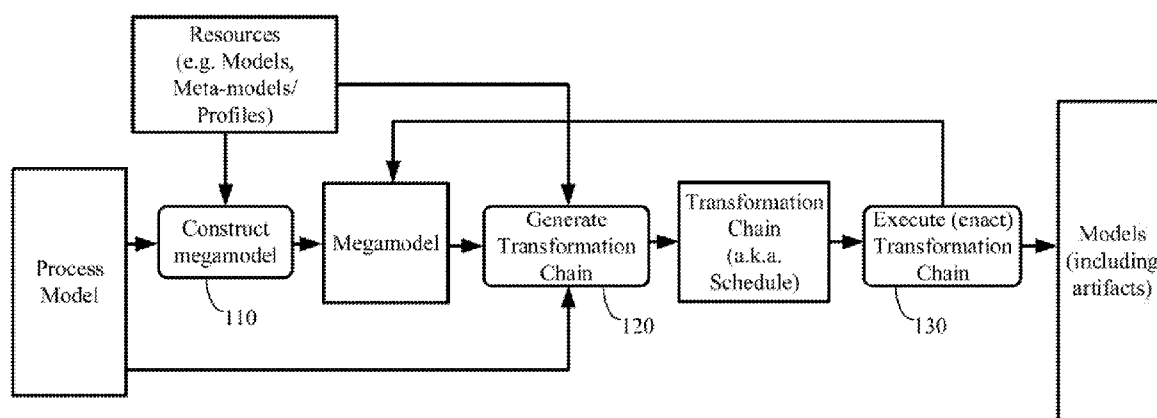 Resources
(e.g. Models,
Meta-models/
Profiles)
Process
Model
Construct
megamodel
110
Megamodel
Generate
Transformation
Chain
120
Transformation
Chain
(a.k.a.
Schedule)
Execute (enact)
Transformation
Chain
130
Models
(including
artifacts)